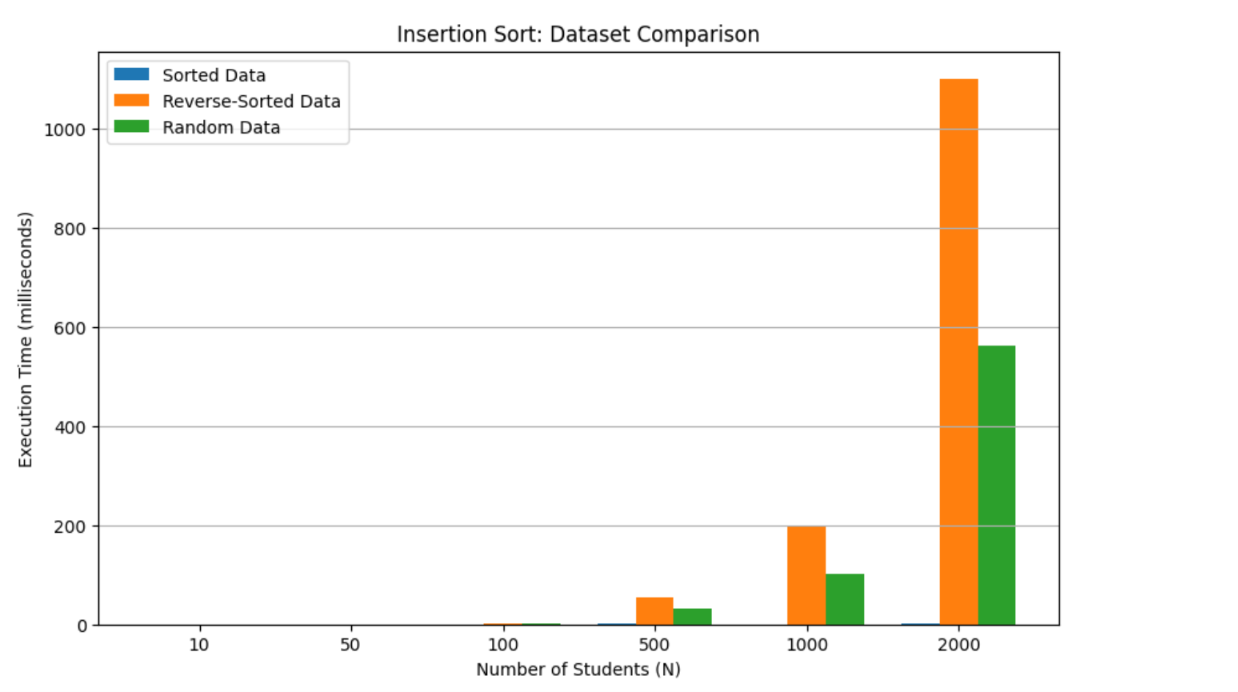 Insertion Sort: Dataset Comparison
Sorted Data
Reverse-Sorted Data
Random Data
Execution Time (milliseconds)
1000
800
600
400
200
0
10 50 100 500 1000 2000
Number of Students (N)